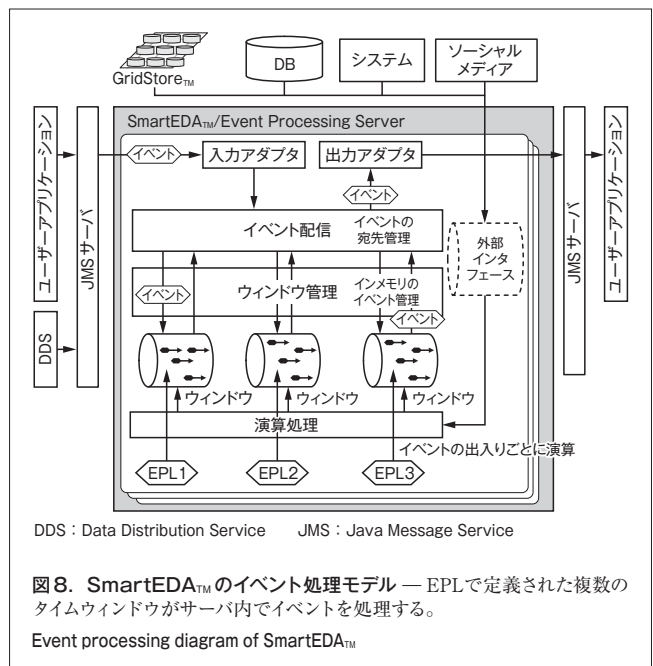 GridStore™
DB
システム
ソーシャル
メディア
SmartEDA™/Event Processing Server
ユーザーアプリケーション
JMSサーバ
DDS
イベント
入力アダプタ
出力アダプタ
イベント
イベント配信
イベントの
宛先管理
外部
インタ
フェース
JMSサーバ
ユーザーアプリケーション
イベント
ウィンドウ管理
インメモリの
イベント管理
イベント
ウィンドウ
ウィンドウ
ウィンドウ
演算処理
イベントの出入りごとに演算
EPL1
EPL2
EPL3
DDS：Data Distribution Service JMS：Java Message Service
図8．SmartEDA™のイベント処理モデル — EPLで定義された複数の
タイムウィンドウがサーバ内でイベントを処理する。
Event processing diagram of SmartEDA™